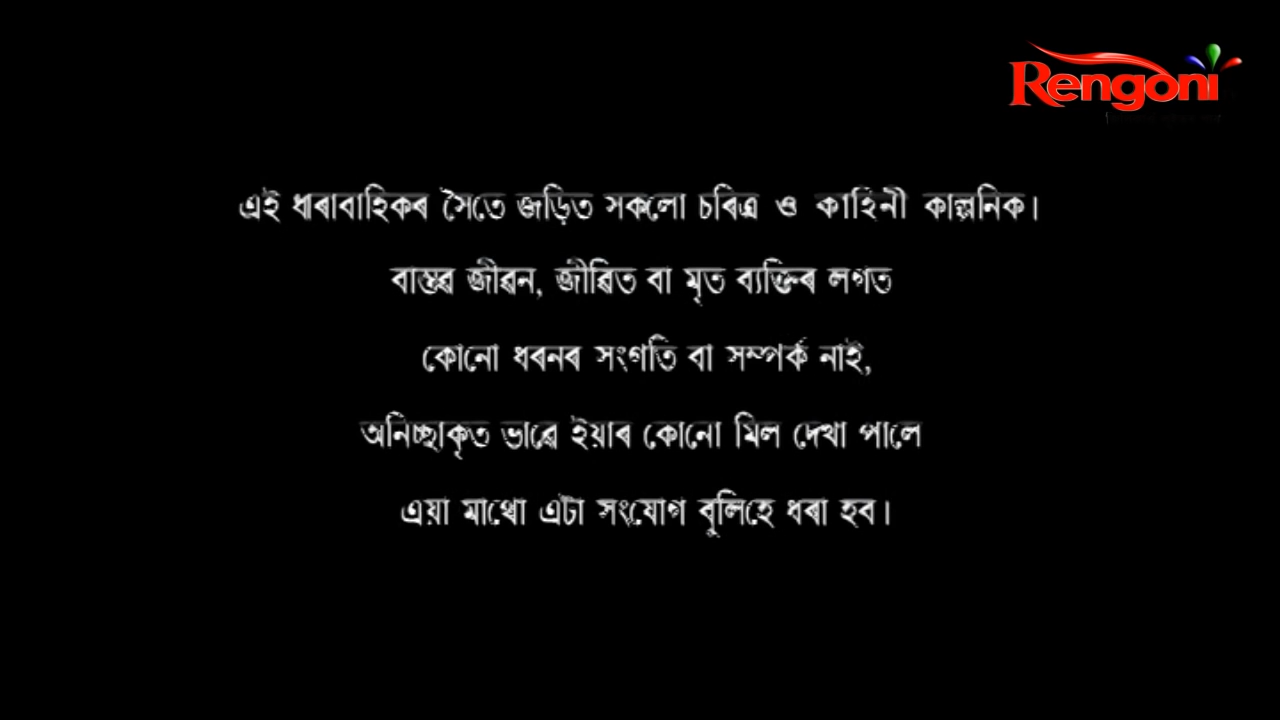 Rengoni
এই ধাৰাবাহিকৰ সৈতে জড়িত সকলো চৰিত্ৰ ও কাহিনী কাল্পনিক।
বাস্তৱ জীৱন, জীৱিত বা মৃত ব্যক্তিৰ লগত
কোনো ধৰনৰ সংগতি বা সম্পৰ্ক নাই,
অনিচ্ছাকৃত ভাৱে ইয়াৰ কোনো মিল দেখা পালে
এয়া মাথো এটা সংযোগ বুলিহে ধৰা হব।